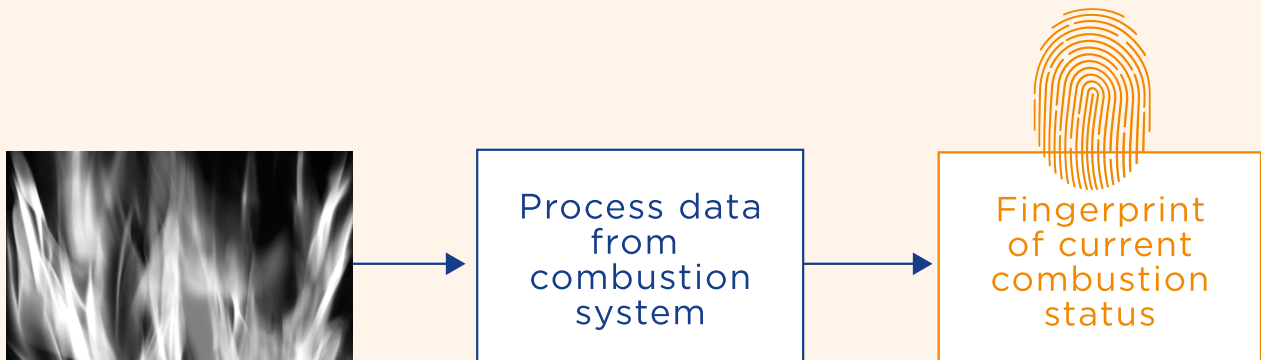 Process data
from
combustion
system
Fingerprint
of current
combustion
status